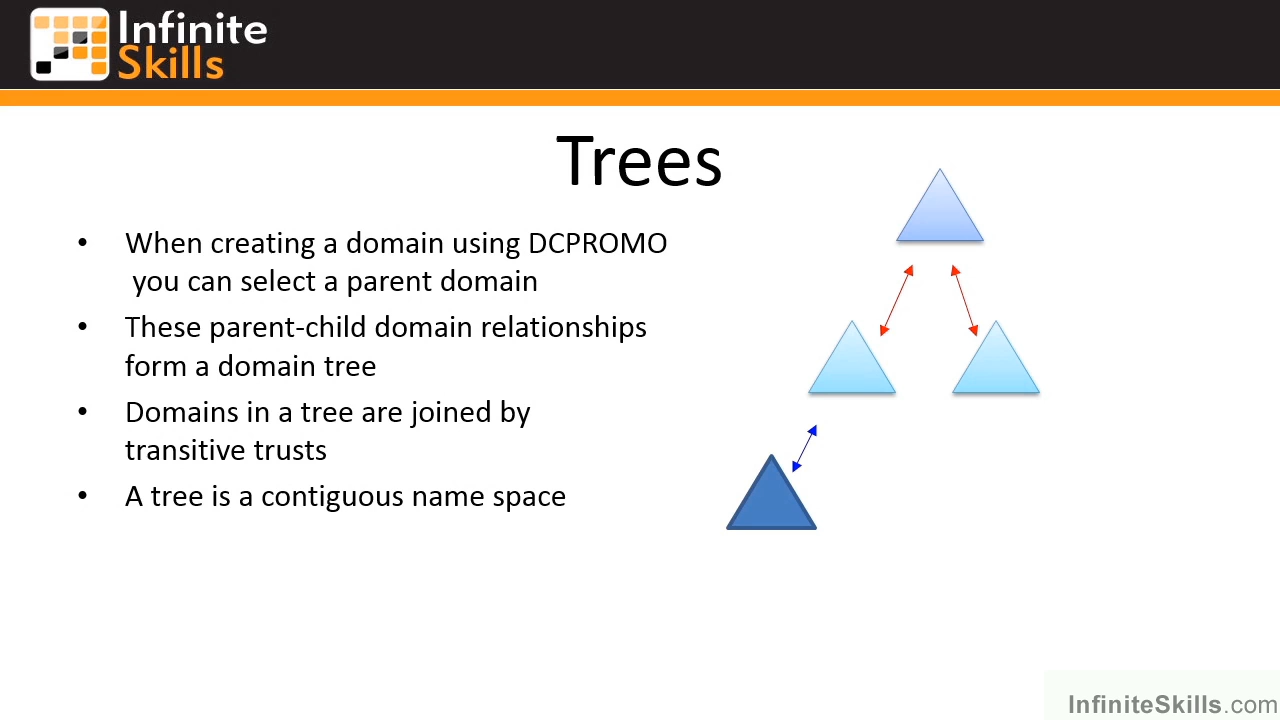 Infinite
Skills
Trees
• When creating a domain using DCPROMO
you can select a parent domain
• These parent-child domain relationships
form a domain tree
• Domains in a tree are joined by
transitive trusts
• A tree is a contiguous name space
InfiniteSkills.com